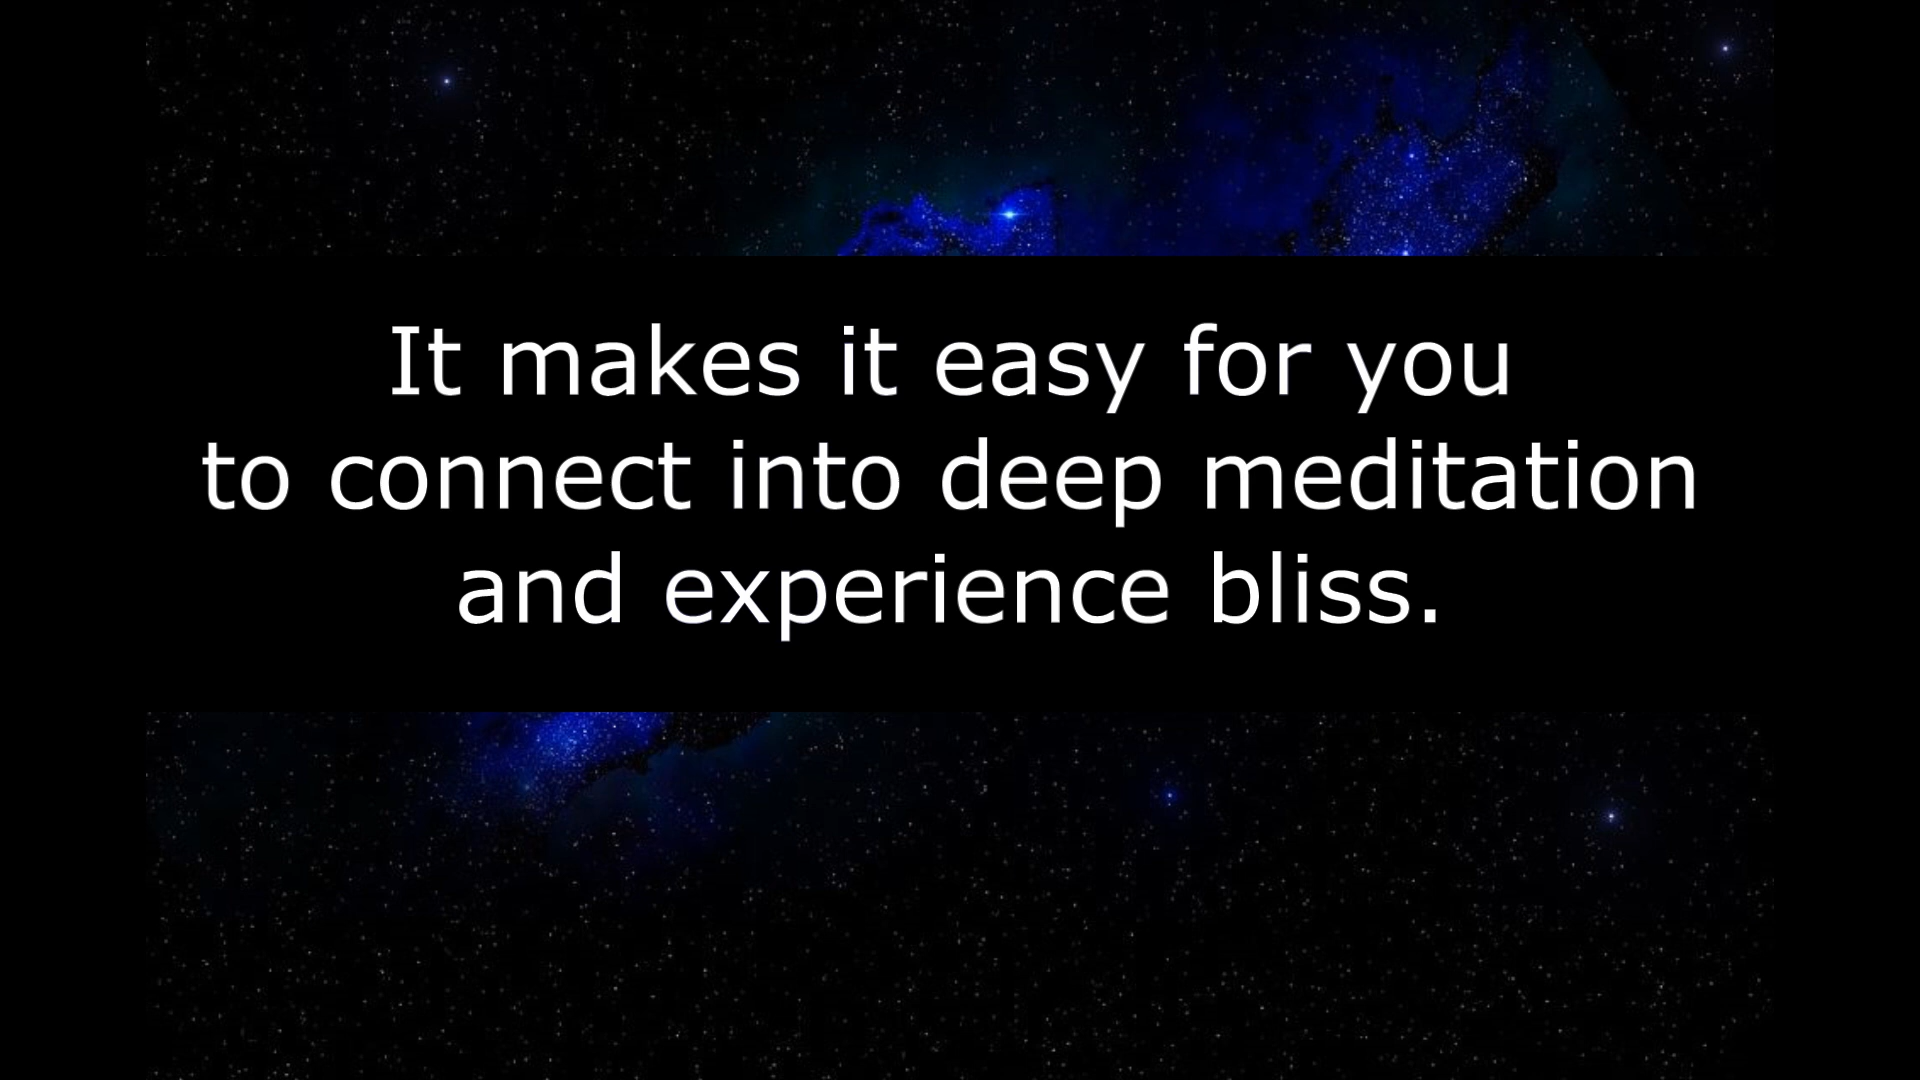 It makes it easy for you
to connect into deep meditation
and experience bliss.